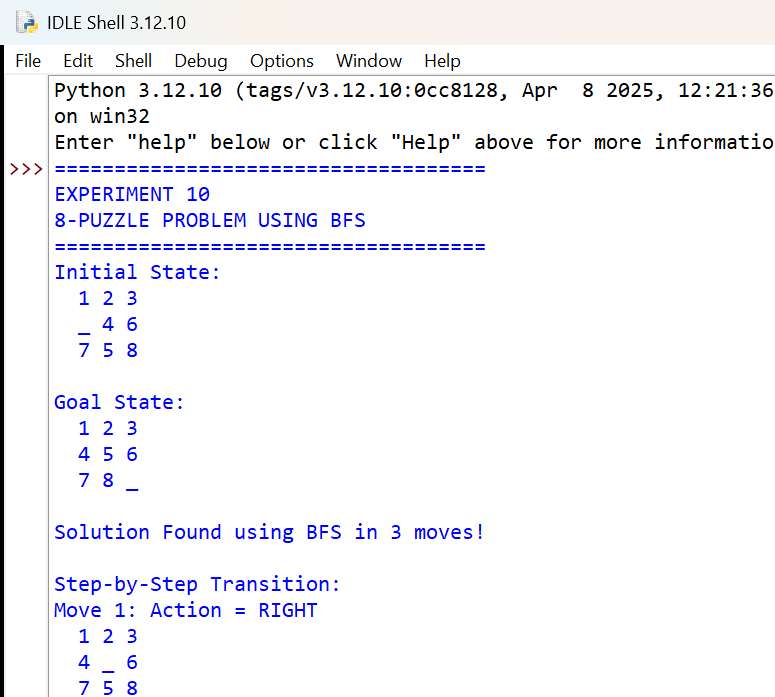 IDLE Shell 3.12.10
File Edit Shell Debug Options Window Help
Python 3.12.10 (tags/v3.12.10:0cc8128, Apr  8 2025, 12:21:36
on win32
Enter "help" below or click "Help" above for more informatio
>>> ====================================
EXPERIMENT 10
8-PUZZLE PROBLEM USING BFS
====================================
Initial State:
  1 2 3
  _ 4 6
  7 5 8
Goal State:
  1 2 3
  4 5 6
  7 8 _
Solution Found using BFS in 3 moves!
Step-by-Step Transition:
Move 1: Action = RIGHT
  1 2 3
  4 _ 6
  7 5 8